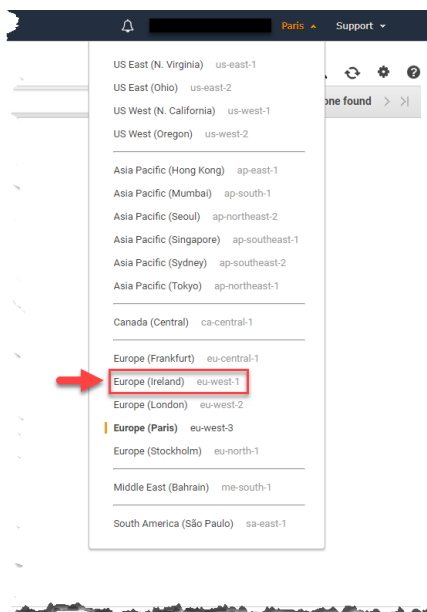 Paris Support
US East (N. Virginia) us-east-1
US East (Ohio) us-east-2
one found
US West (N. California) us-west-1
US West (Oregon) us-west-2
Asia Pacific (Hong Kong) ap-east-1
Asia Pacific (Mumbai) ap-south-1
Asia Pacific (Seoul) ap-northeast-2
Asia Pacific (Singapore) ap-southeast-1
Asia Pacific (Sydney) ap-southeast-2
Asia Pacific (Tokyo) ap-northeast-1
Canada (Central) ca-central-1
Europe (Frankfurt) eu-central-1
Europe (Ireland) eu-west-1
Europe (London) eu-west-2
Europe (Paris) eu-west-3
Europe (Stockholm) eu-north-1
Middle East (Bahrain) me-south-1
South America (São Paulo) sa-east-1